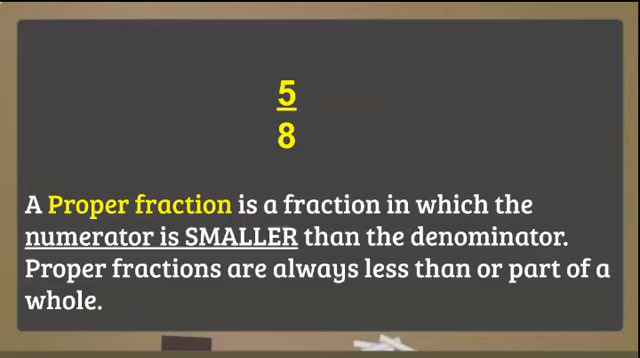 5
8
A Proper fraction is a fraction in which the
numerator is SMALLER than the denominator.
Proper fractions are always less than or part of a
whole.